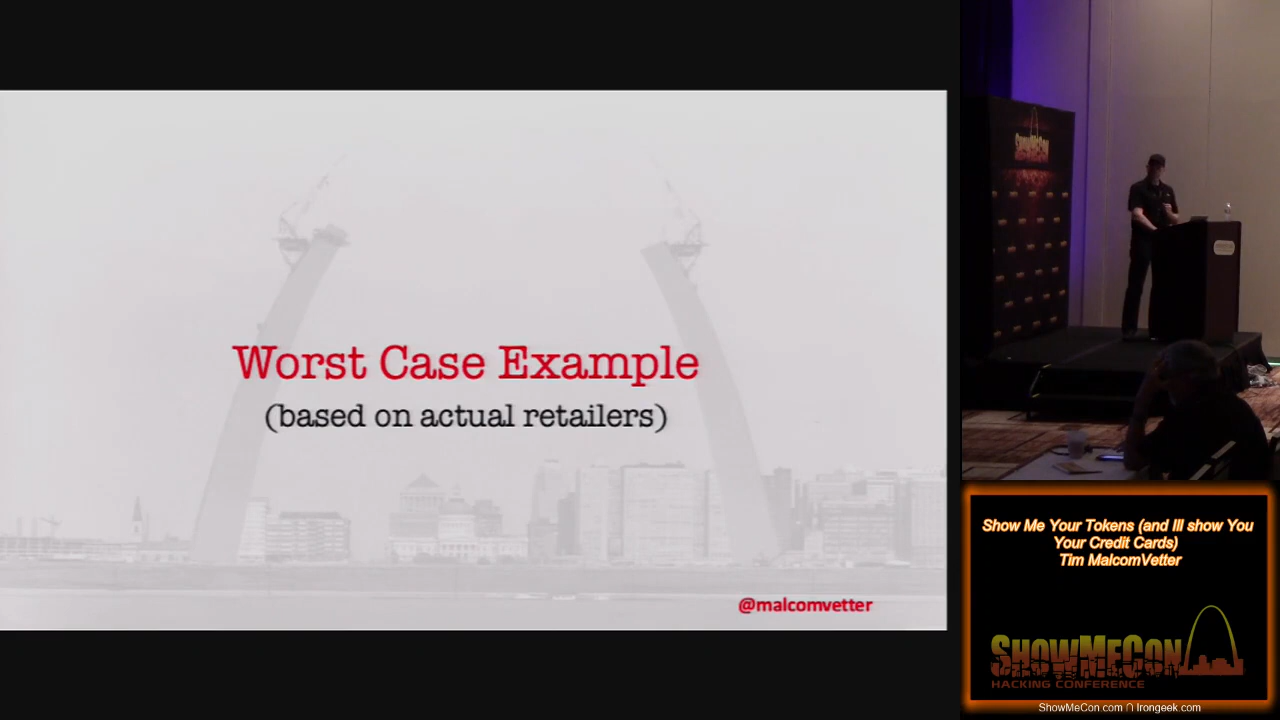 Worst Case Example
(based on actual retailers)
@malcomvetter
SHOWMECON
Show Me Your Tokens (and Ill show You
Your Credit Cards)
Tim MalcomVetter
SHOWMECON
HACKING CONFERENCE
ShowMeCon.com ∩ Irongeek.com